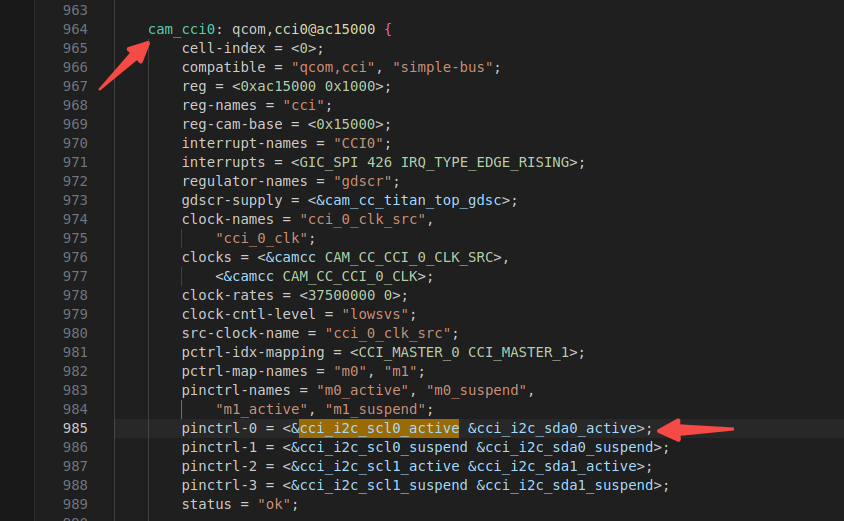 963
964 cam_cci0: qcom,cci0@ac15000 {
965 cell-index = <0>;
966 compatible = "qcom,cci", "simple-bus";
967 reg = <0xac15000 0x1000>;
968 reg-names = "cci";
969 reg-cam-base = <0x15000>;
970 interrupt-names = "CCI0";
971 interrupts = <GIC_SPI 426 IRQ_TYPE_EDGE_RISING>;
972 regulator-names = "gdscr";
973 gdscr-supply = <&cam_cc_titan_top_gdsc>;
974 clock-names = "cci_0_clk_src",
975 "cci_0_clk";
976 clocks = <&camcc CAM_CC_CCI_0_CLK_SRC>,
977 <&camcc CAM_CC_CCI_0_CLK>;
978 clock-rates = <37500000 0>;
979 clock-cntl-level = "lowsvs";
980 src-clock-name = "cci_0_clk_src";
981 pctrl-idx-mapping = <CCI_MASTER_0 CCI_MASTER_1>;
982 pctrl-map-names = "m0", "m1";
983 pinctrl-names = "m0_active", "m0_suspend",
984 "m1_active", "m1_suspend";
985 pinctrl-0 = <&cci_i2c_scl0_active &cci_i2c_sda0_active>;
986 pinctrl-1 = <&cci_i2c_scl0_suspend &cci_i2c_sda0_suspend>;
987 pinctrl-2 = <&cci_i2c_scl1_active &cci_i2c_sda1_active>;
988 pinctrl-3 = <&cci_i2c_scl1_suspend &cci_i2c_sda1_suspend>;
989 status = "ok";